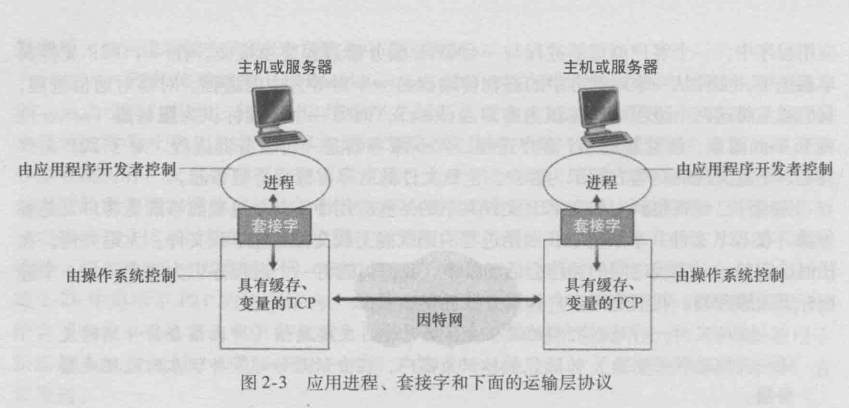 主机或服务器 主机或服务器
由应用程序开发者控制 进程 进程 由应用程序开发者控制
套接字 套接字
由操作系统控制 具有缓存、 具有缓存、 由操作系统控制
变量的TCP 变量的TCP
因特网
图 2-3 应用进程、套接字和下面的运输层协议